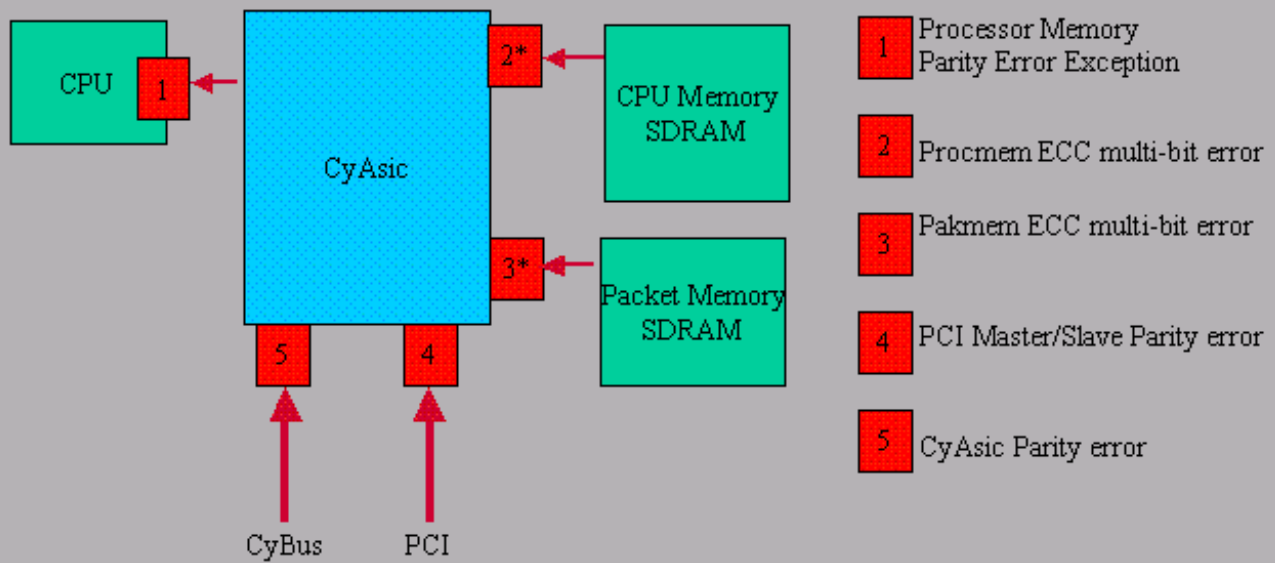 CPU
1
CyAsic
2*
CPU Memory
SDRAM
3*
Packet Memory
SDRAM
5
4
CyBus
PCI
1
Processor Memory
Parity Error Exception
2
Procmem ECC multi-bit error
3
Pakmem ECC multi-bit error
4
PCI Master/Slave Parity error
5
CyAsic Parity error